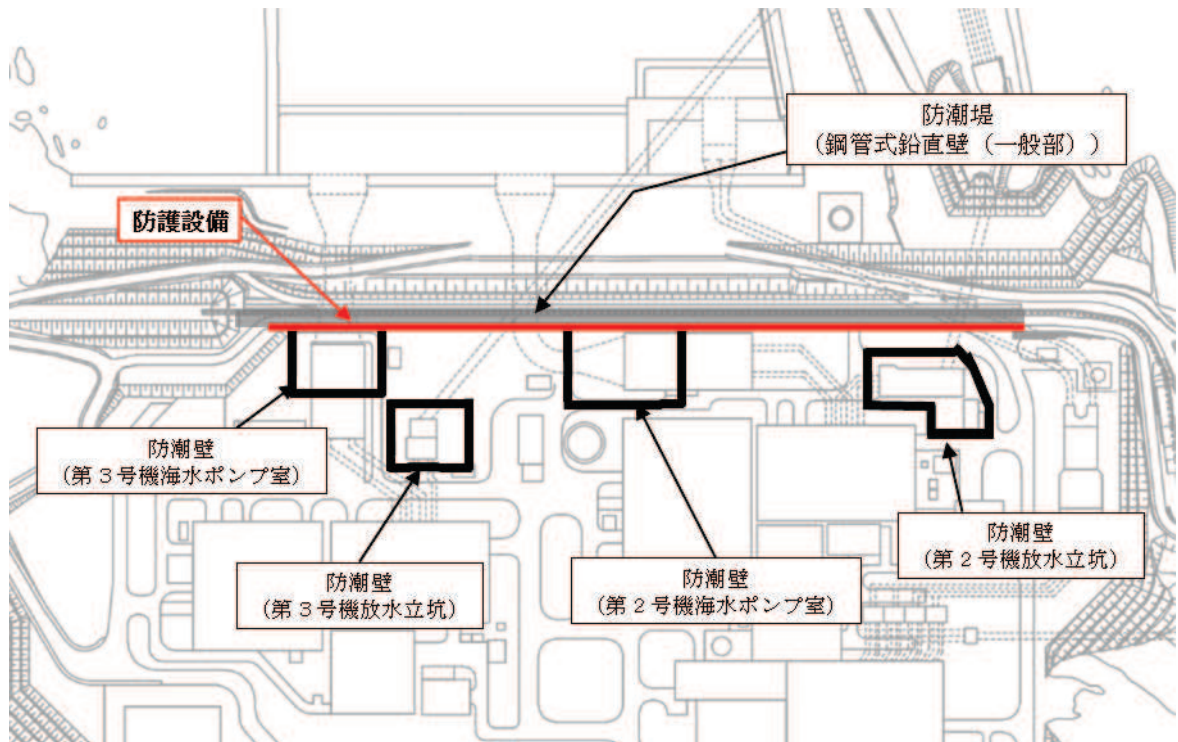 防潮堤
(鋼管式鉛直壁(一般部))
防護設備
防潮壁
(第3号機海水ポンプ室)
防潮壁
(第3号機放水立坑)
防潮壁
(第2号機海水ポンプ室)
防潮壁
(第2号機放水立坑)